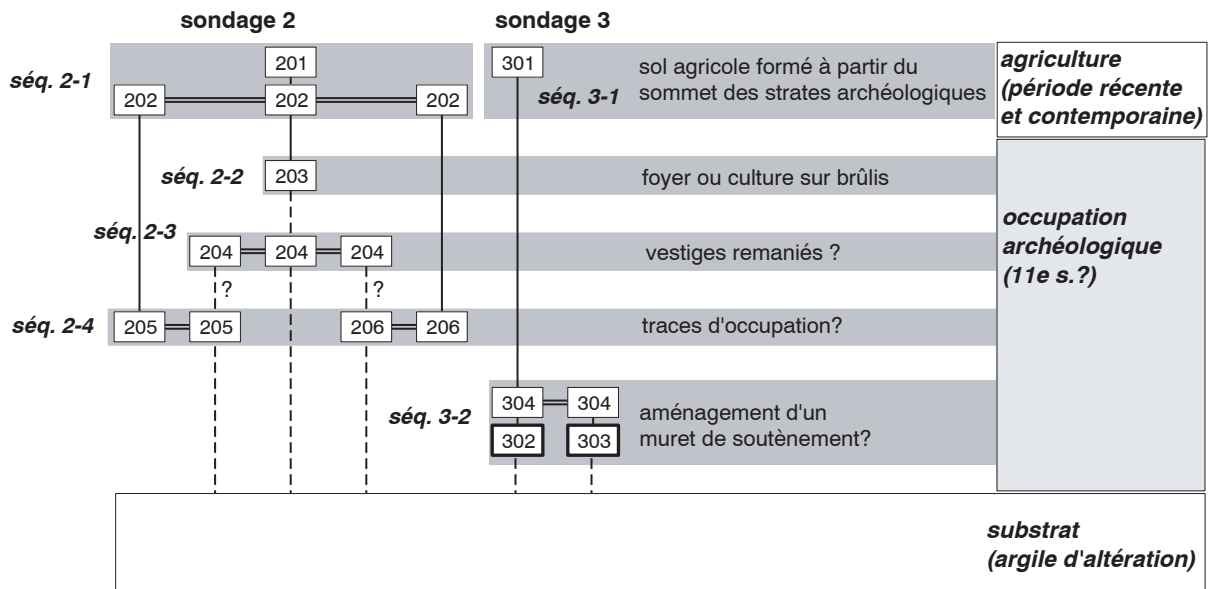 sondage 2
sondage 3
séq. 2-1
201
202
202
202
301
séq. 3-1
sol agricole formé à partir du
sommet des strates archéologiques
agriculture
(période récente
et contemporaine)
séq. 2-2
203
foyer ou culture sur brûlis
séq. 2-3
204
204
204
vestiges remaniés ?
occupation
archéologique
(11e s.?)
?
?
séq. 2-4
205
205
206
206
traces d'occupation?
séq. 3-2
304
304
302
303
aménagement d'un
muret de soutènement?
substrat
(argile d'altération)